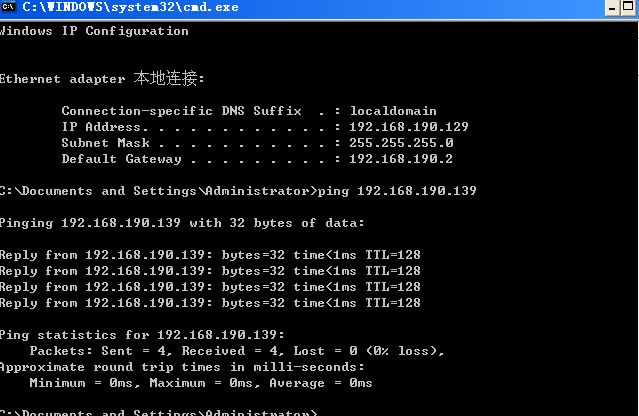 C:\WINDOWS\system32\cmd.exe
Windows IP Configuration
Ethernet adapter 本地连接:
Connection-specific DNS Suffix  . : localdomain
IP Address. . . . . . . . . . . . : 192.168.190.129
Subnet Mask . . . . . . . . . . . : 255.255.255.0
Default Gateway . . . . . . . . . : 192.168.190.2
C:\Documents and Settings\Administrator>ping 192.168.190.139
Pinging 192.168.190.139 with 32 bytes of data:
Reply from 192.168.190.139: bytes=32 time<1ms TTL=128
Reply from 192.168.190.139: bytes=32 time<1ms TTL=128
Reply from 192.168.190.139: bytes=32 time<1ms TTL=128
Reply from 192.168.190.139: bytes=32 time<1ms TTL=128
Ping statistics for 192.168.190.139:
Packets: Sent = 4, Received = 4, Lost = 0 (0% loss),
Approximate round trip times in milli-seconds:
Minimum = 0ms, Maximum = 0ms, Average = 0ms
C:\Documents and Settings\Administrator>